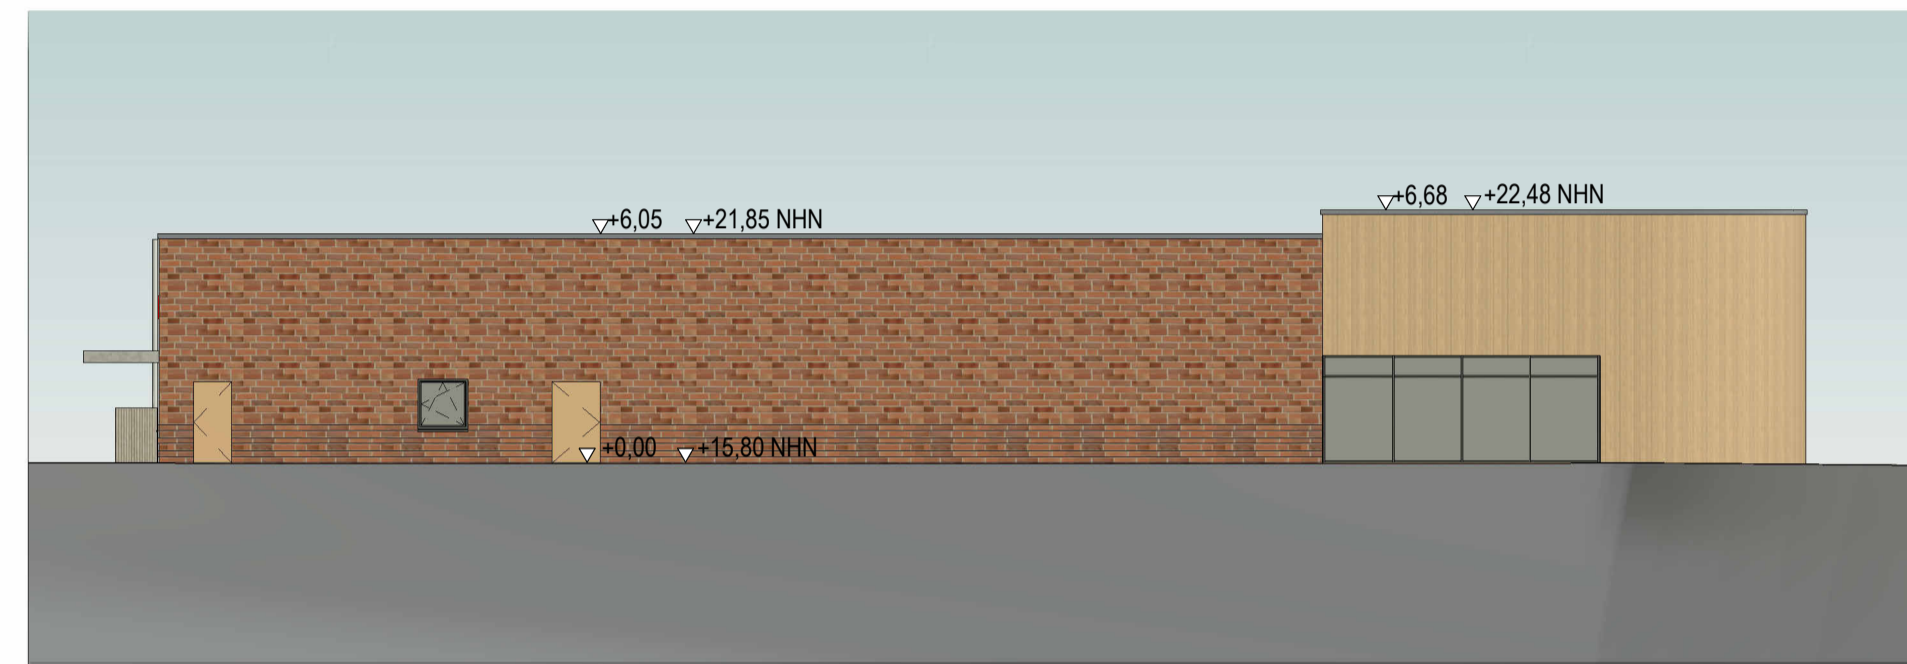 +6,68 +22,48 NHN
+6,05 +21,85 NHN
+0,00 +15,80 NHN